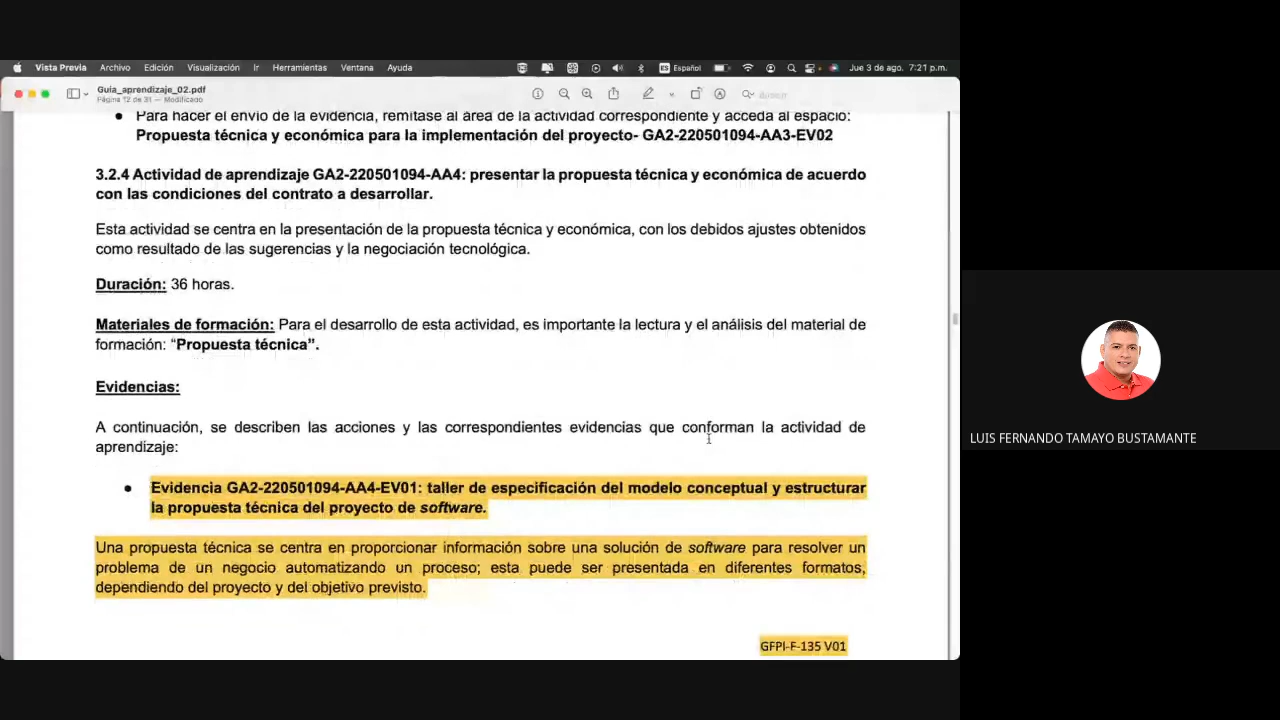 Vista Previa Archivo Edición Visualización Ir Herramientas Ventana Ayuda Español Jue 3 de ago. 7:21 p.m.
Guia_aprendizaje_02.pdf
Página 12 de 31 — Modificado
Buscar
● Para hacer el envío de la evidencia, remítase al área de la actividad correspondiente y acceda al espacio:
Propuesta técnica y económica para la implementación del proyecto- GA2-220501094-AA3-EV02
3.2.4 Actividad de aprendizaje GA2-220501094-AA4: presentar la propuesta técnica y económica de acuerdo
con las condiciones del contrato a desarrollar.
Esta actividad se centra en la presentación de la propuesta técnica y económica, con los debidos ajustes obtenidos
como resultado de las sugerencias y la negociación tecnológica.
Duración: 36 horas.
Materiales de formación: Para el desarrollo de esta actividad, es importante la lectura y el análisis del material de
formación: “Propuesta técnica”.
Evidencias:
A continuación, se describen las acciones y las correspondientes evidencias que conforman la actividad de
aprendizaje:
● Evidencia GA2-220501094-AA4-EV01: taller de especificación del modelo conceptual y estructurar
la propuesta técnica del proyecto de software.
Una propuesta técnica se centra en proporcionar información sobre una solución de software para resolver un
problema de un negocio automatizando un proceso; esta puede ser presentada en diferentes formatos,
dependiendo del proyecto y del objetivo previsto.
GFPI-F-135 V01
LUIS FERNANDO TAMAYO BUSTAMANTE